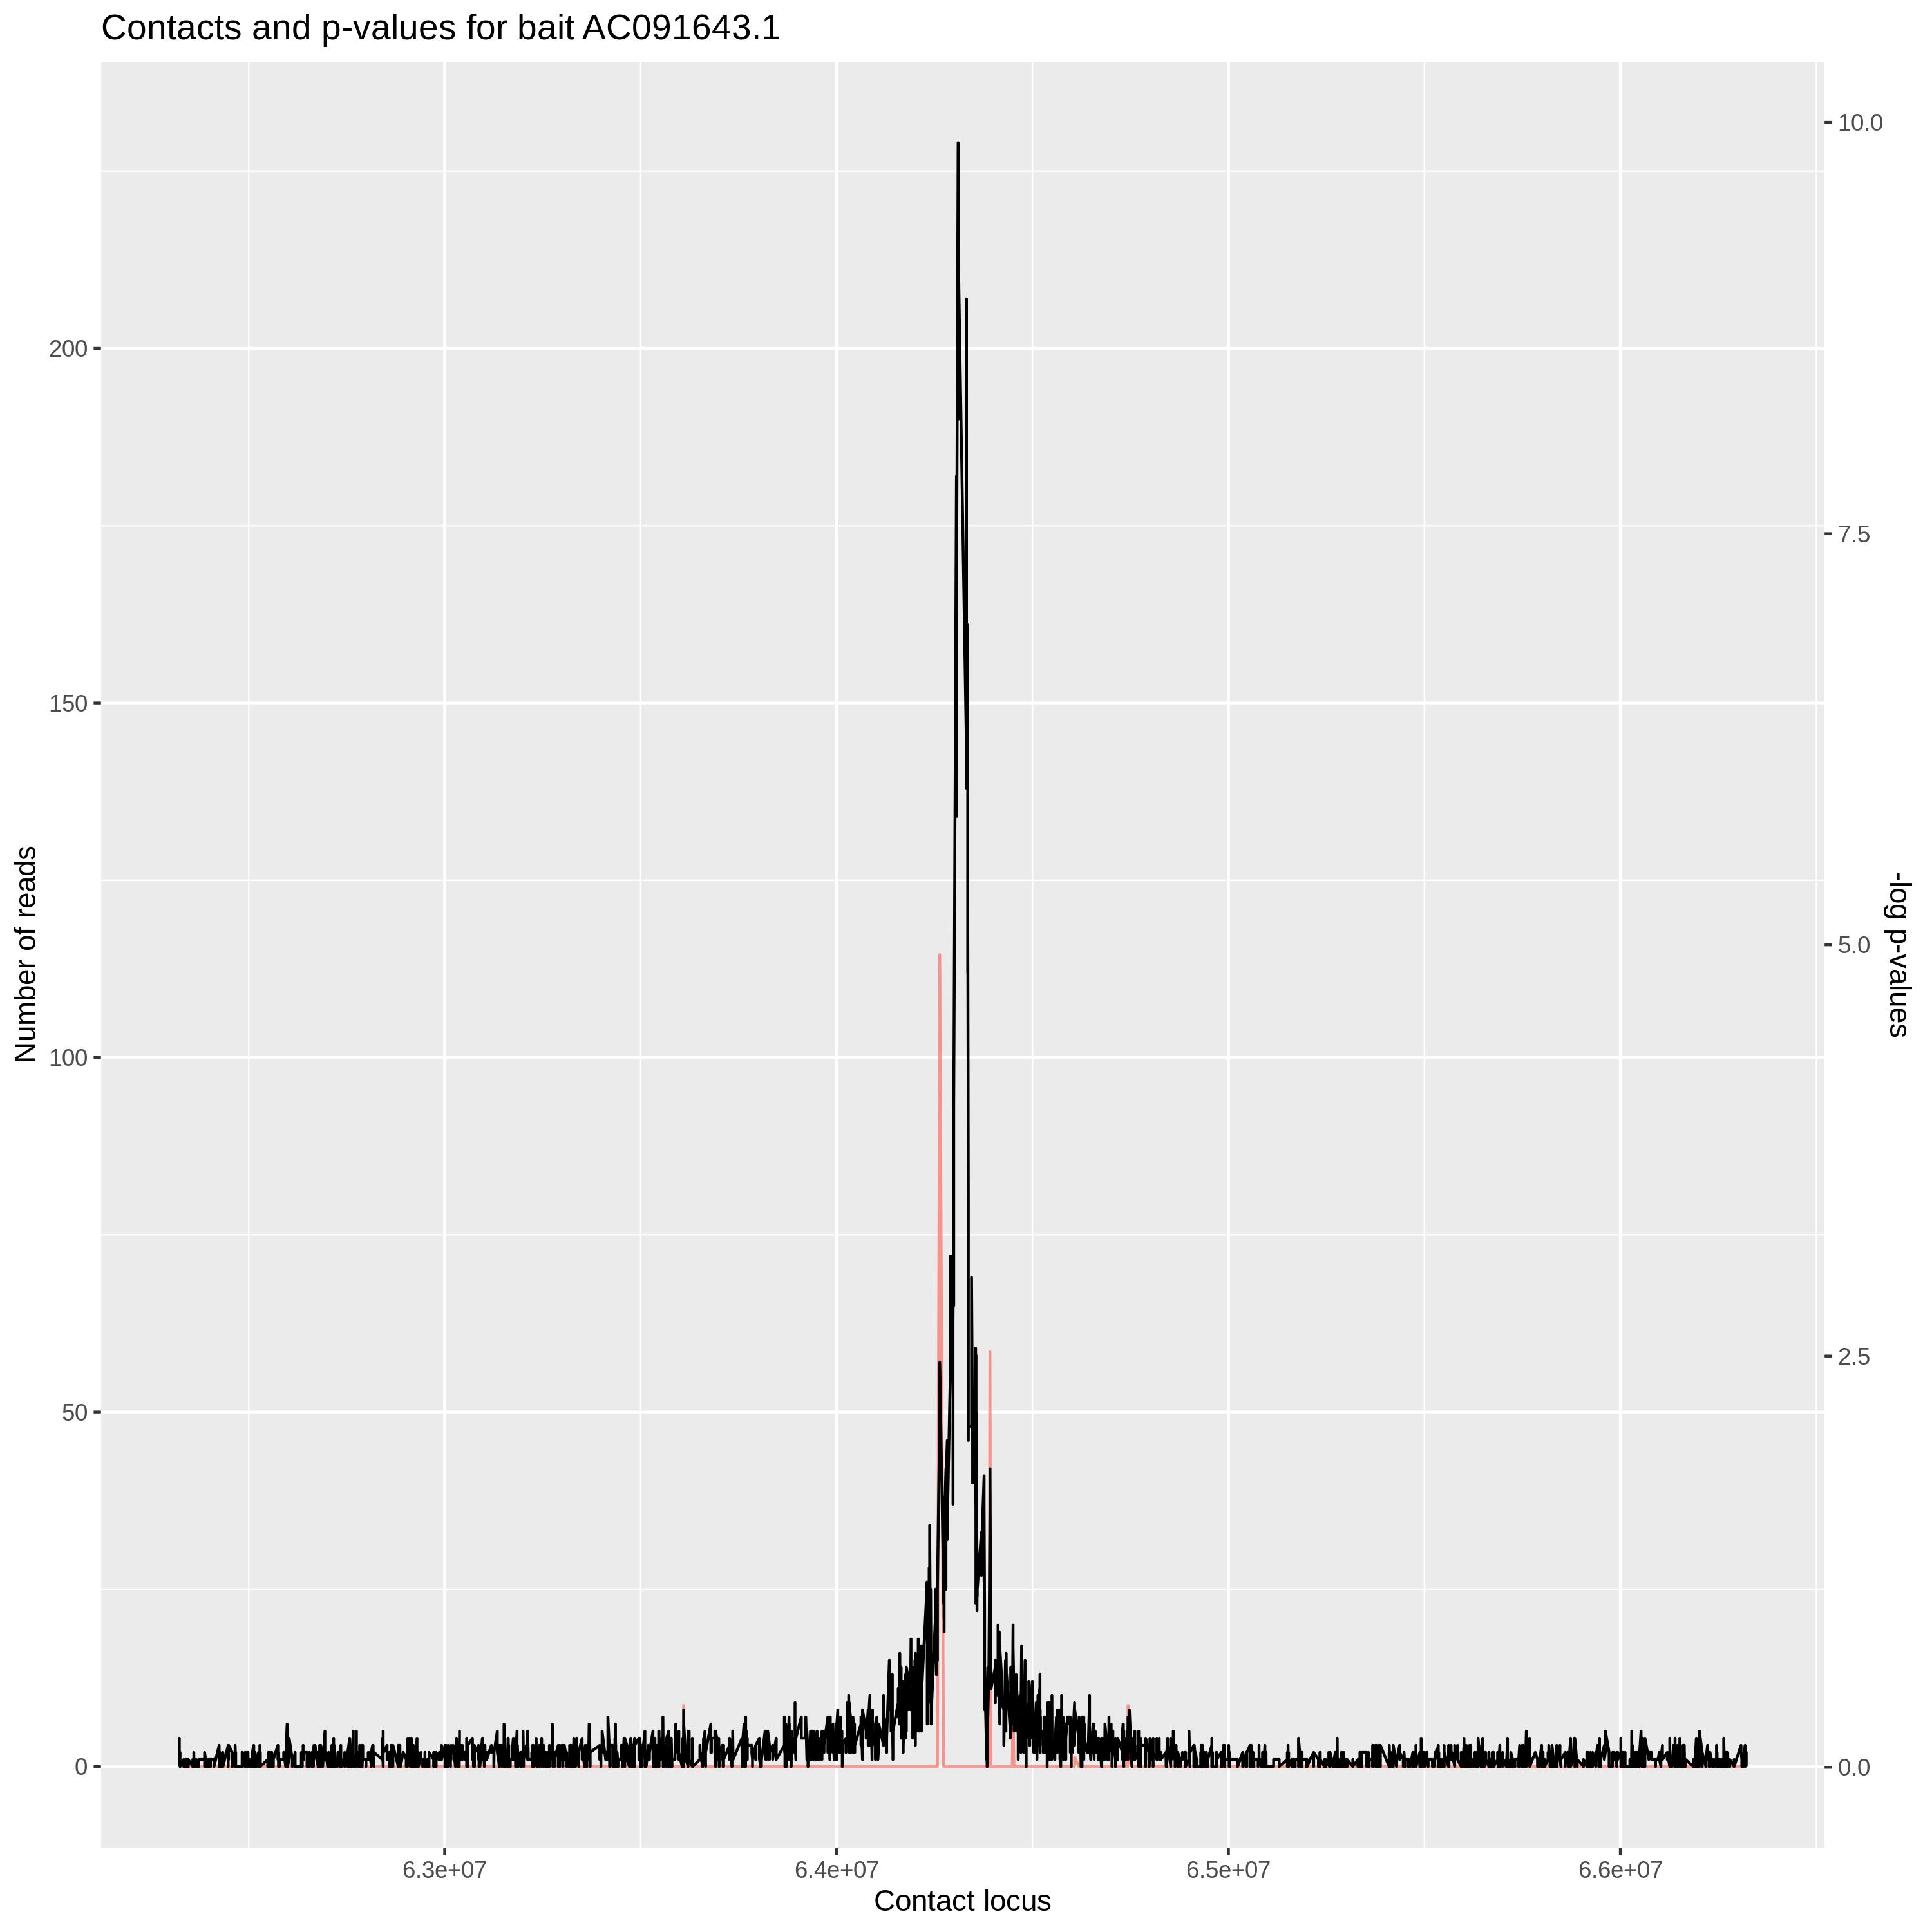 Contacts and p-values for bait AC091643.1
200
150
100
50
0
Number of reads
10.0
7.5
5.0
2.5
0.0
-log p-values
6.3e+07 6.4e+07 6.5e+07 6.6e+07
Contact locus